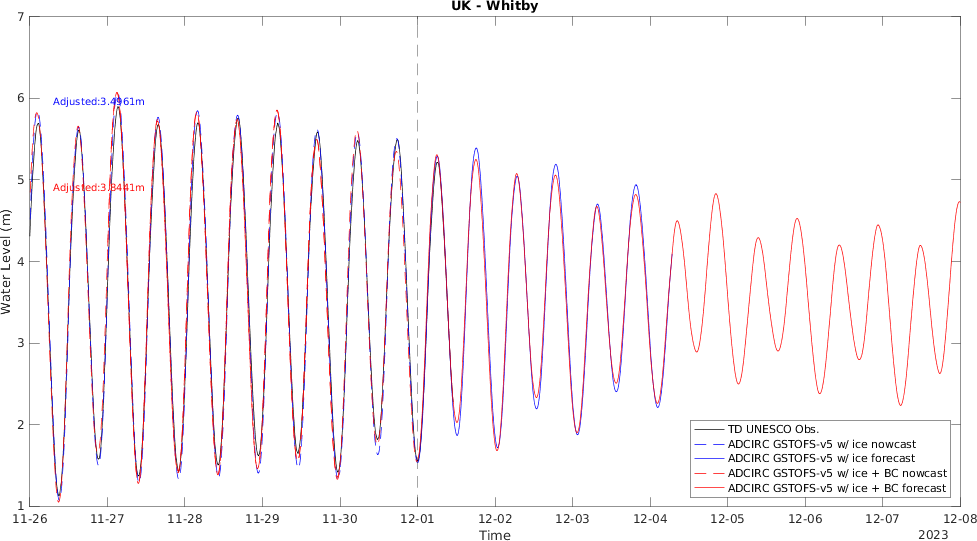 UK - Whitby
7
6
5
4
3
2
1
Water Level (m)
Adjusted:3.4961m
Adjusted:3.3441m
TD UNESCO Obs.
ADCIRC GSTOFS-v5 w/ ice nowcast
ADCIRC GSTOFS-v5 w/ ice forecast
ADCIRC GSTOFS-v5 w/ ice + BC nowcast
ADCIRC GSTOFS-v5 w/ ice + BC forecast
11-26 11-27 11-28 11-29 11-30 12-01 12-02 12-03 12-04 12-05 12-06 12-07 12-08
Time
2023